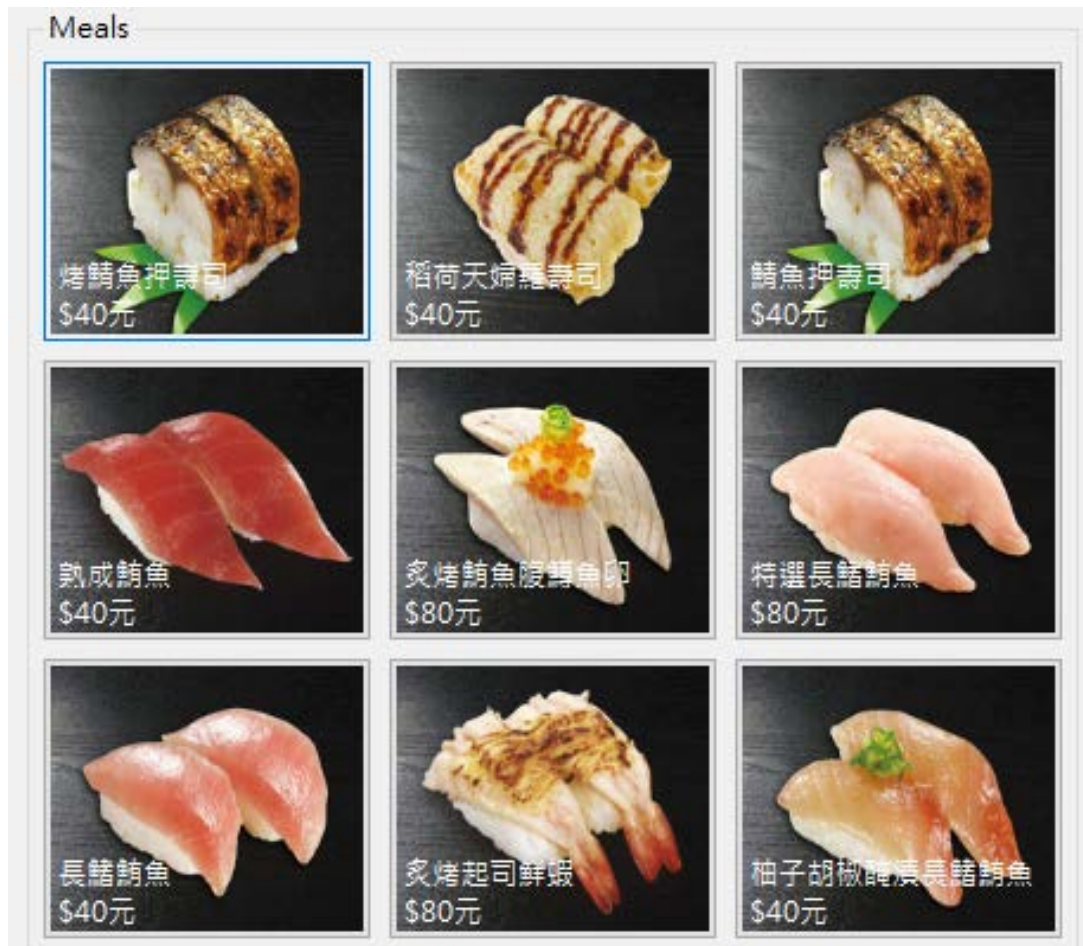 Meals
烤鯖魚押壽司
$40元
稻荷天婦羅壽司
$40元
鯖魚押壽司
$40元
熟成鮪魚
$40元
炙烤鮪魚腹鱒魚卵
$80元
特選長鰭鮪魚
$80元
長鰭鮪魚
$40元
炙烤起司鮮蝦
$80元
柚子胡椒醃漬長鰭鮪魚
$40元